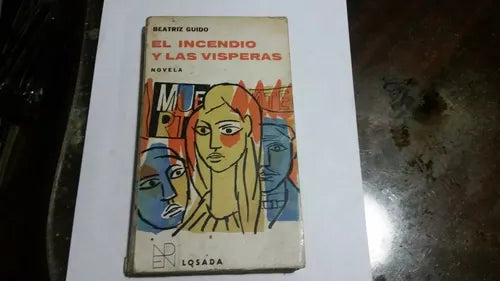 BEATRIZ GUIDO
EL INCENDIO
Y LAS VISPERAS
NOVELA
MUE
LOSADA